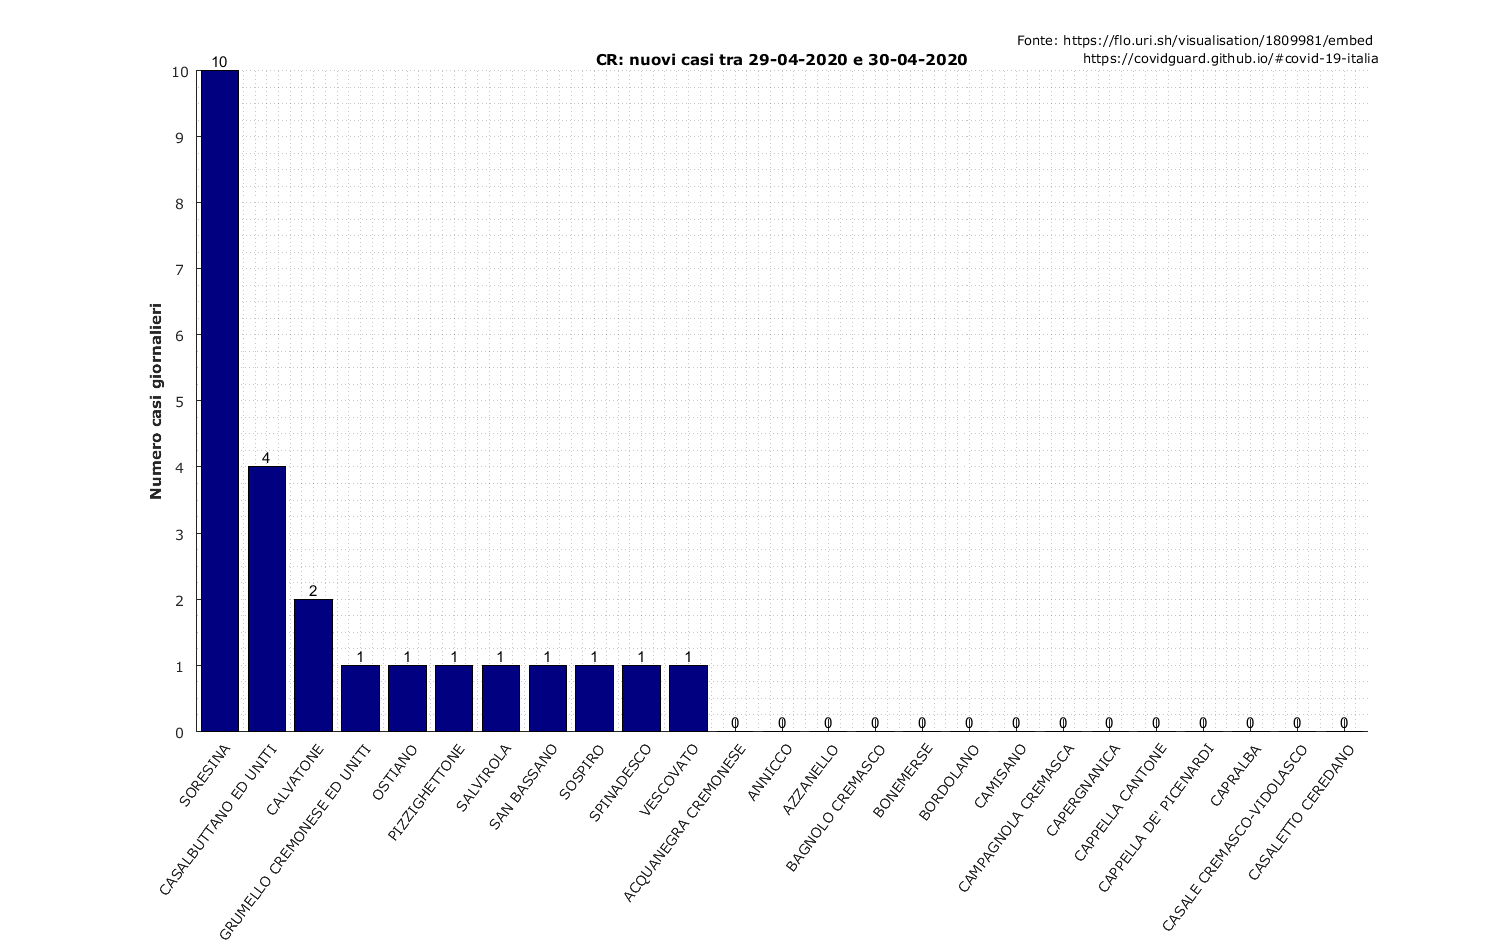 Fonte: https://flo.uri.sh/visualisation/1809981/embed
https://covidguard.github.io/#covid-19-italia
CR: nuovi casi tra 29-04-2020 e 30-04-2020
Numero casi giornalieri
10
9
8
7
6
5
4
3
2
1
0
10
4
2
1
1
1
1
1
1
1
1
0
0
0
0
0
0
0
0
0
0
0
0
0
0
SORESINA
CASALBUTTANO ED UNITI
CALVATONE
GRUMELLO CREMONESE ED UNITI
OSTIANO
PIZZIGHETTONE
SALVIROLA
SAN BASSANO
SOSPIRO
SPINADESCO
VESCOVATO
ACQUANEGRA CREMONESE
ANNICCO
AZZANELLO
BAGNOLO CREMASCO
BONEMERSE
BORDOLANO
CAMISANO
CAMPAGNOLA CREMASCA
CAPERGNANICA
CAPPELLA CANTONE
CAPPELLA DE' PICENARDI
CAPRALBA
CASALE CREMASCO-VIDOLASCO
CASALETTO CEREDANO